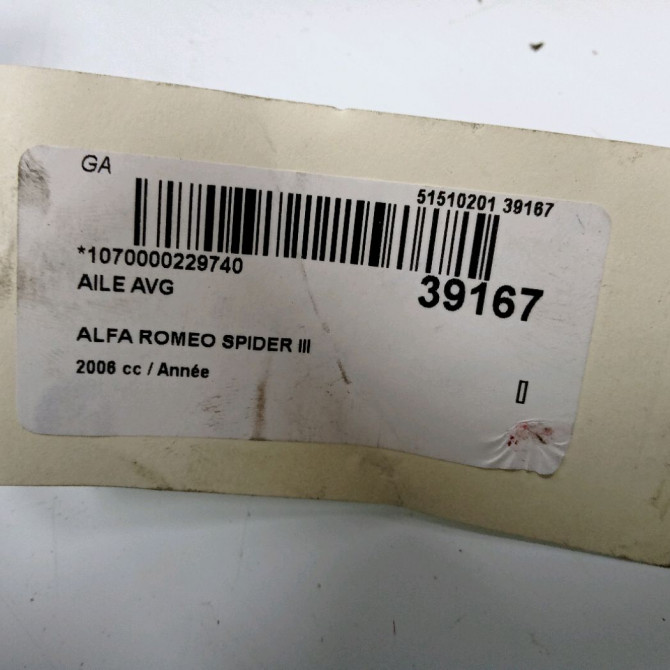 GA
51510201 39167
*1070000229740
39167
AILE AVG
ALFA ROMEO SPIDER III
2006 cc / Année